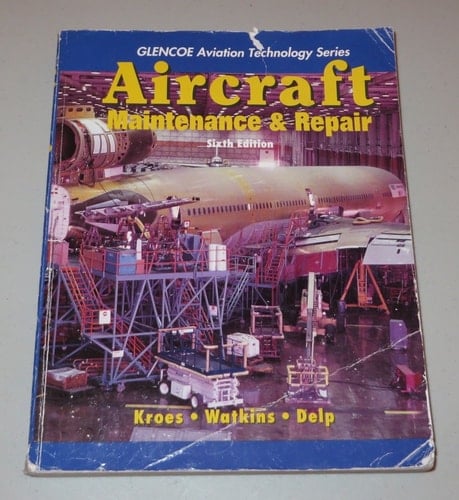 GLENCOE Aviation Technology Series
Aircraft
Maintenance & Repair
Sixth Edition
Kroes • Watkins • Delp